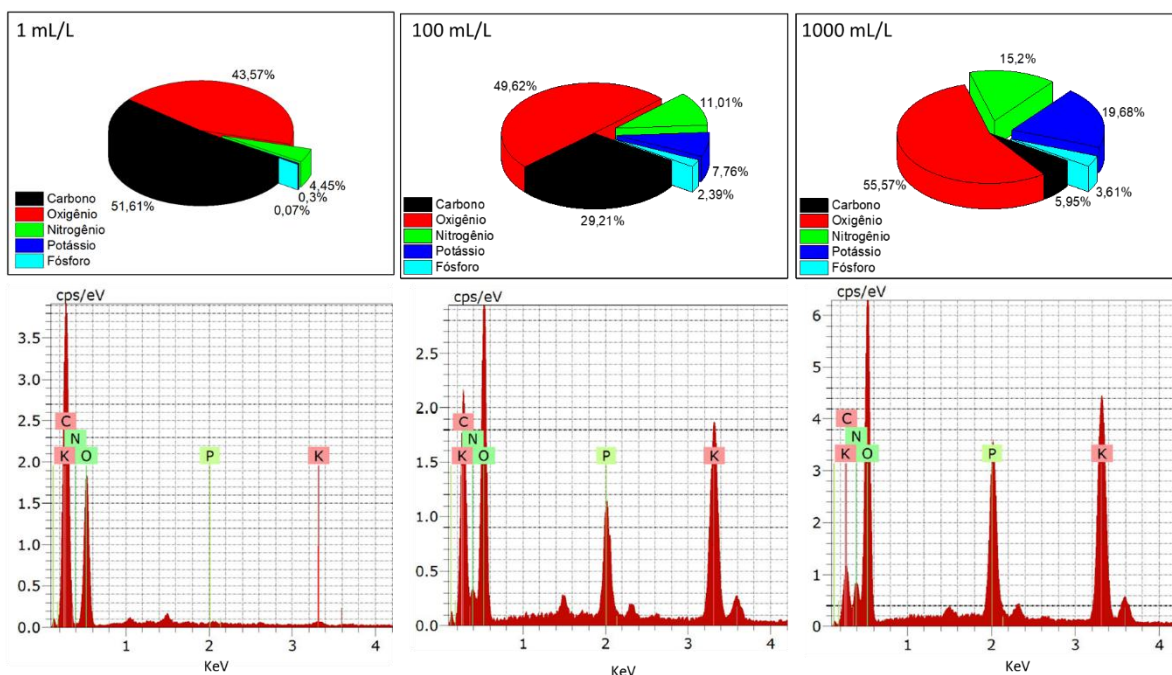 1 mL/L
43,57%
4,45%
0,3%
0,07%
51,61%
Carbono
Oxigênio
Nitrogênio
Potássio
Fósforo
100 mL/L
49,62%
11,01%
7,76%
2,39%
29,21%
Carbono
Oxigênio
Nitrogênio
Potássio
Fósforo
1000 mL/L
15,2%
19,68%
3,61%
5,95%
55,57%
Carbono
Oxigênio
Nitrogênio
Potássio
Fósforo
cps/eV
3.5
3.0
2.5
2.0
1.5
1.0
0.5
0.0
C
N
K O P K
1 2 3 4
KeV
cps/eV
2.5
2.0
1.5
1.0
0.5
0.0
C
N
K O P K
1 2 3 4
KeV
cps/eV
6
5
4
3
2
1
0
C
N
K O P K
1 2 3 4
KeV